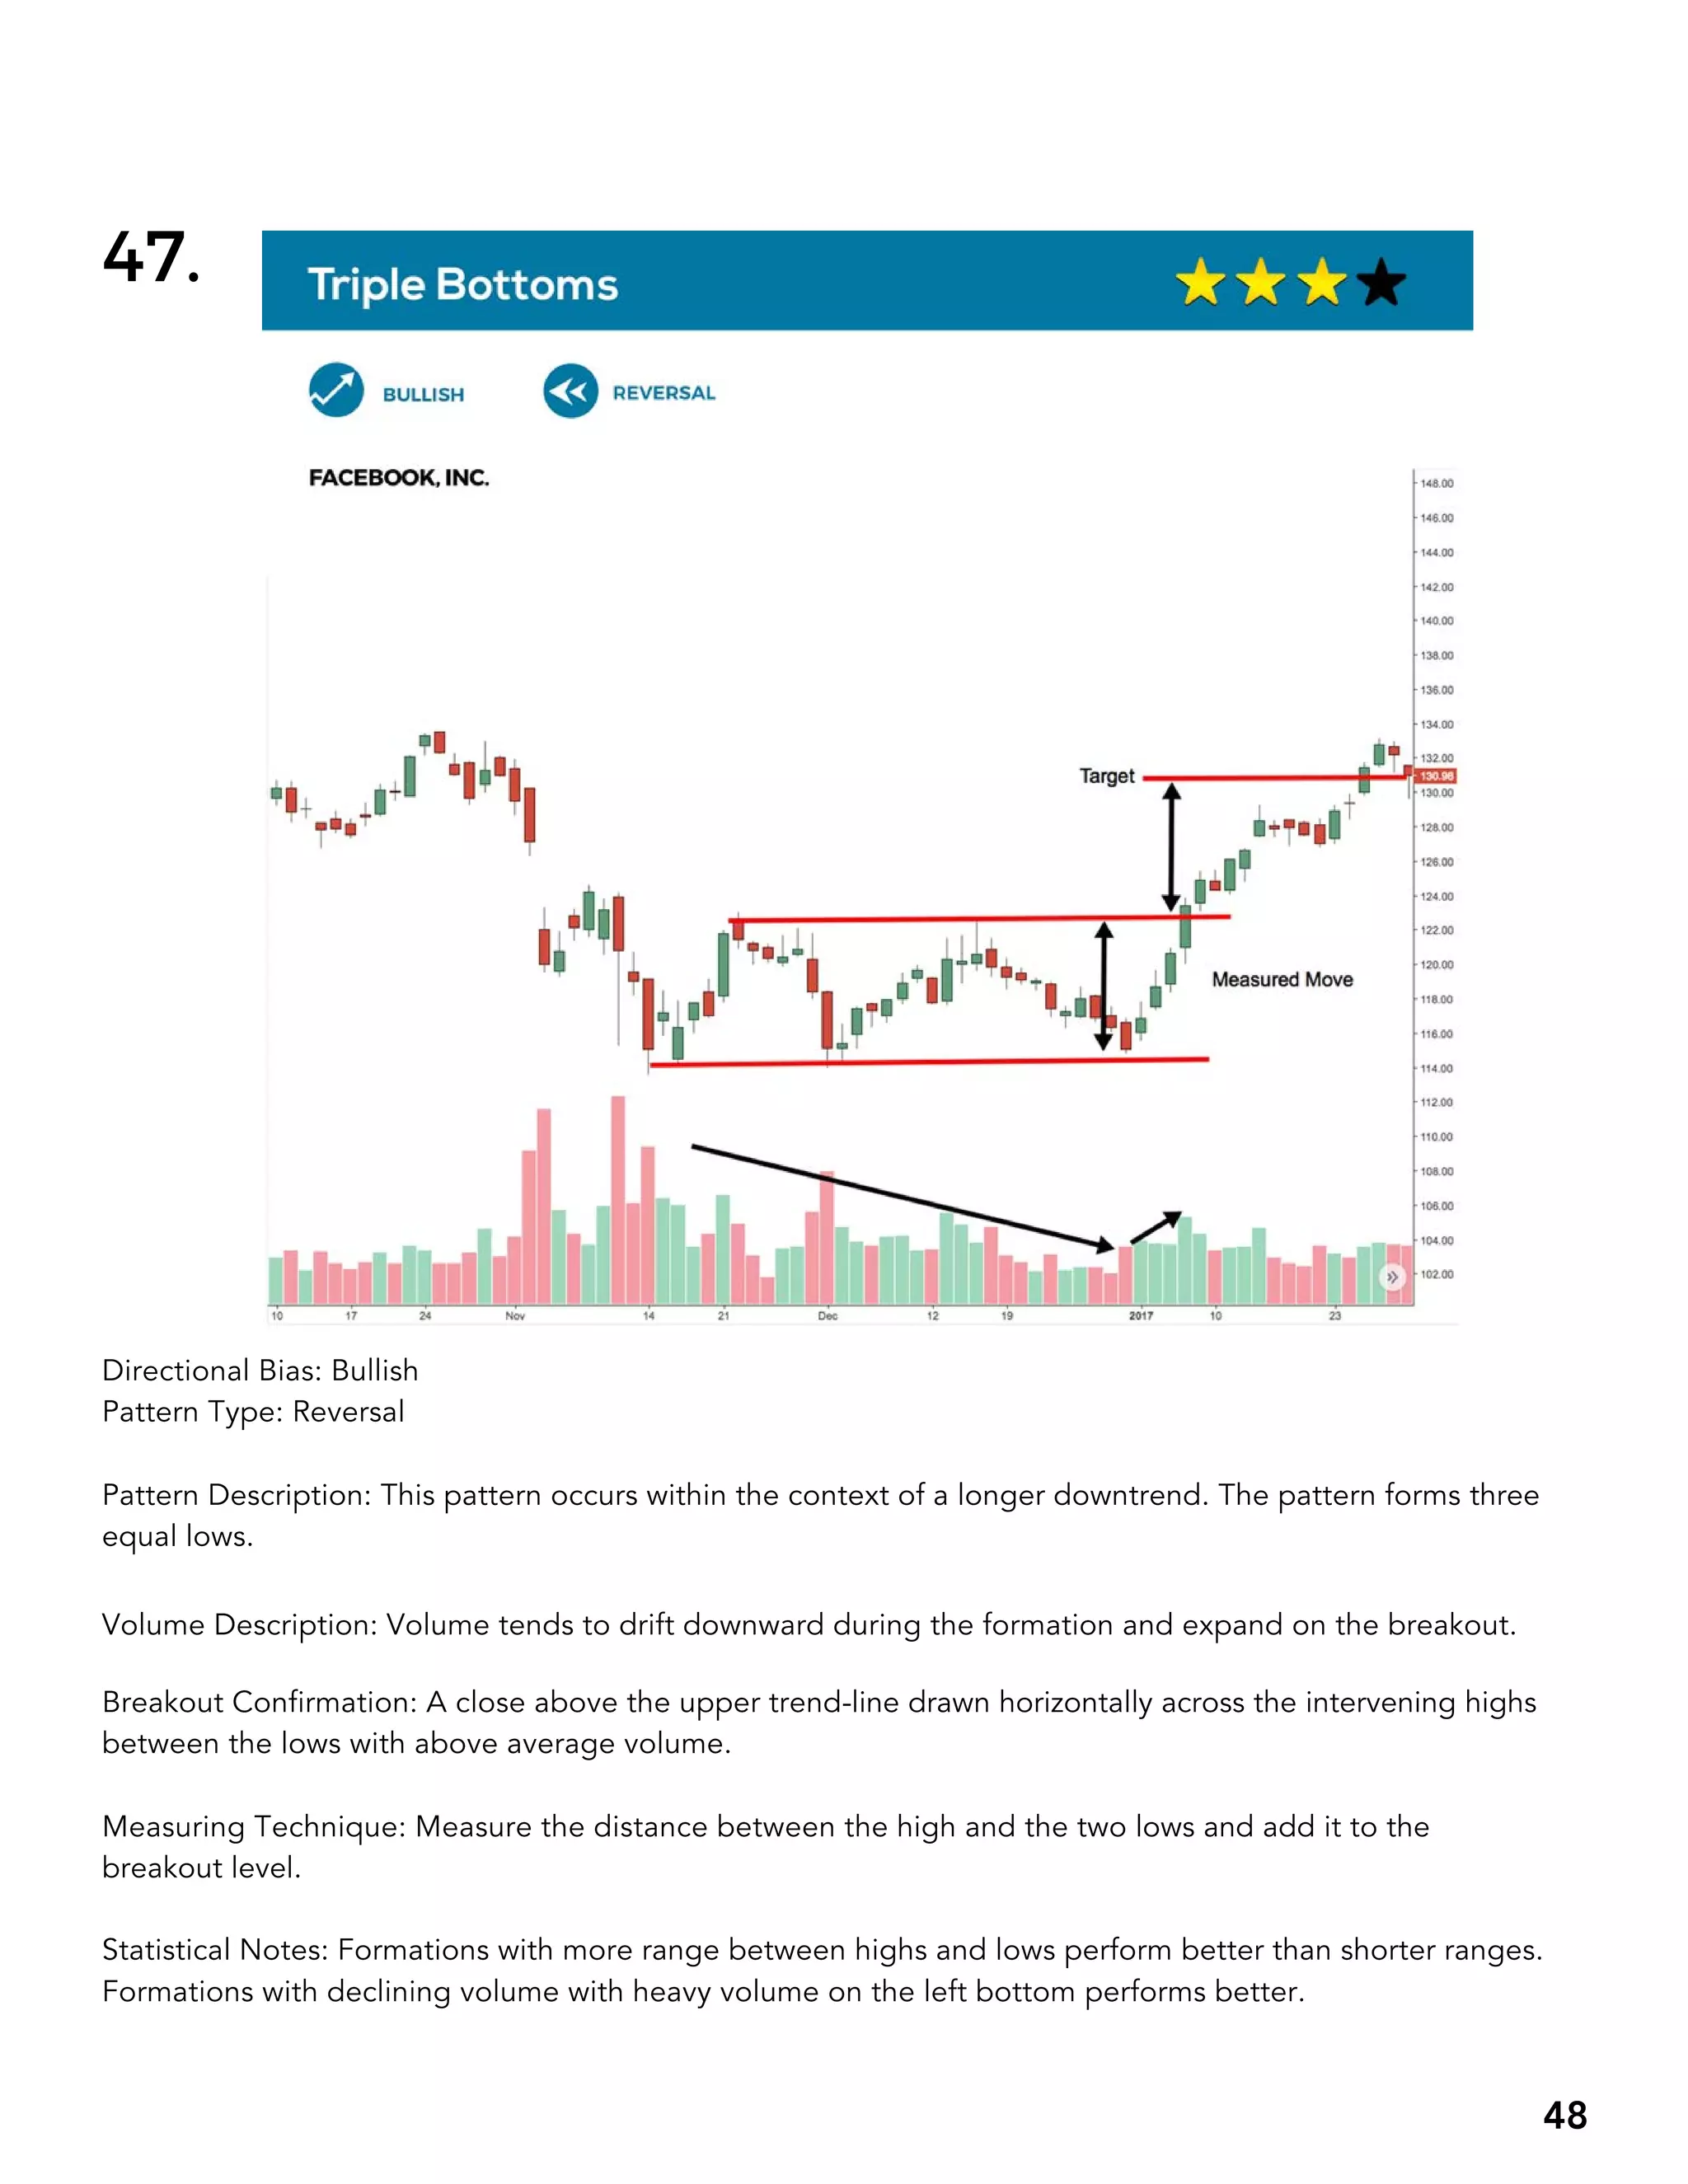 47.
Triple Bottoms
BULLISH
REVERSAL
FACEBOOK, INC.
148.00
146.00
144.00
142.00
140.00
138.00
136.00
134.00
132.00
130.98
130.00
128.00
126.00
124.00
122.00
120.00
118.00
116.00
114.00
112.00
110.00
108.00
106.00
104.00
102.00
Target
Measured Move
10 17 24 Nov 14 21 Dec 12 19 2017 10 23
Directional Bias: Bullish
Pattern Type: Reversal
Pattern Description: This pattern occurs within the context of a longer downtrend. The pattern forms three
equal lows.
Volume Description: Volume tends to drift downward during the formation and expand on the breakout.
Breakout Confirmation: A close above the upper trend-line drawn horizontally across the intervening highs
between the lows with above average volume.
Measuring Technique: Measure the distance between the high and the two lows and add it to the
breakout level.
Statistical Notes: Formations with more range between highs and lows perform better than shorter ranges.
Formations with declining volume with heavy volume on the left bottom performs better.
48